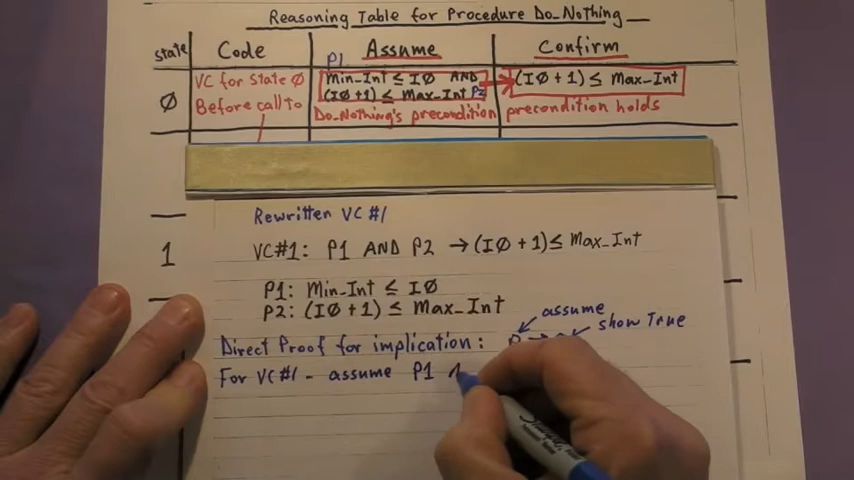 Reasoning Table for Procedure Do_Nothing
State Code Assume Confirm
P1
VC for State Ø Min_Int ≤ IØ AND → (IØ + 1) ≤ Max_Int
Ø Before call to (IØ+1) ≤ Max_Int P2
Do_Nothing's precondition precondition holds
Rewritten VC #1
1 VC#1: P1 AND P2 → (IØ + 1) ≤ Max_Int
P1: Min_Int ≤ IØ
P2: (IØ + 1) ≤ Max_Int
assume
show True
Direct Proof for implication:
For VC #1 - assume P1